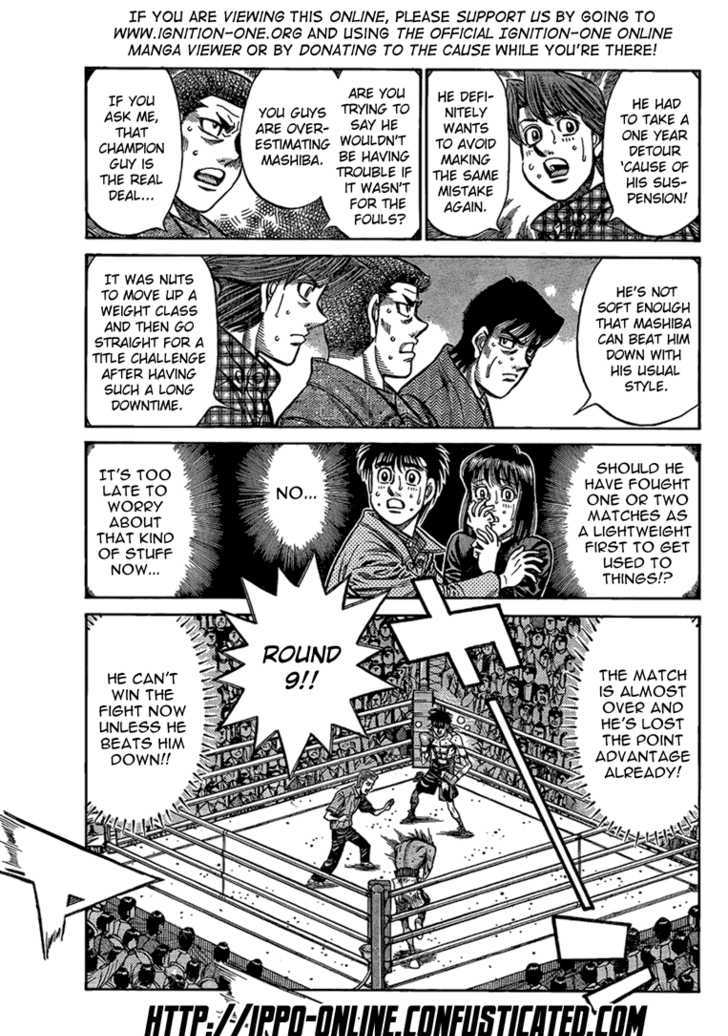 IF YOU ARE VIEWING THIS ONLINE, PLEASE SUPPORT US BY GOING TO
WWW.IGNITION-ONE.ORG AND USING THE OFFICIAL IGNITION-ONE ONLINE
MANGA VIEWER OR BY DONATING TO THE CAUSE WHILE YOU'RE THERE!
HE HAD
TO TAKE A
ONE YEAR
DETOUR
'CAUSE OF
HIS SUS-
PENSION!
HE DEFI-
NITELY
WANTS
TO AVOID
MAKING
THE SAME
MISTAKE
AGAIN.
ARE YOU
TRYING TO
SAY HE
WOULDN'T
BE HAVING
TROUBLE IF
IT WASN'T
FOR THE
FOULS?
YOU GUYS
ARE OVER-
ESTIMATING
MASHIBA.
IF YOU
ASK ME,
THAT
CHAMPION
GUY IS
THE REAL
DEAL...
HE'S NOT
SOFT ENOUGH
THAT MASHIBA
CAN BEAT HIM
DOWN WITH
HIS USUAL
STYLE.
IT WAS NUTS
TO MOVE UP A
WEIGHT CLASS
AND THEN GO
STRAIGHT FOR A
TITLE CHALLENGE
AFTER HAVING
SUCH A LONG
DOWNTIME.
SHOULD HE
HAVE FOUGHT
ONE OR TWO
MATCHES AS
A LIGHTWEIGHT
FIRST TO GET
USED TO
THINGS!?
NO...
IT'S TOO
LATE TO
WORRY
ABOUT
THAT KIND
OF STUFF
NOW...
THE MATCH
IS ALMOST
OVER AND
HE'S LOST
THE POINT
ADVANTAGE
ALREADY!
ROUND
9!!
HE CAN'T
WIN THE
FIGHT NOW
UNLESS HE
BEATS HIM
DOWN!!
HTTP://IPPO-ONLINE.CONFUSTICATED.COM